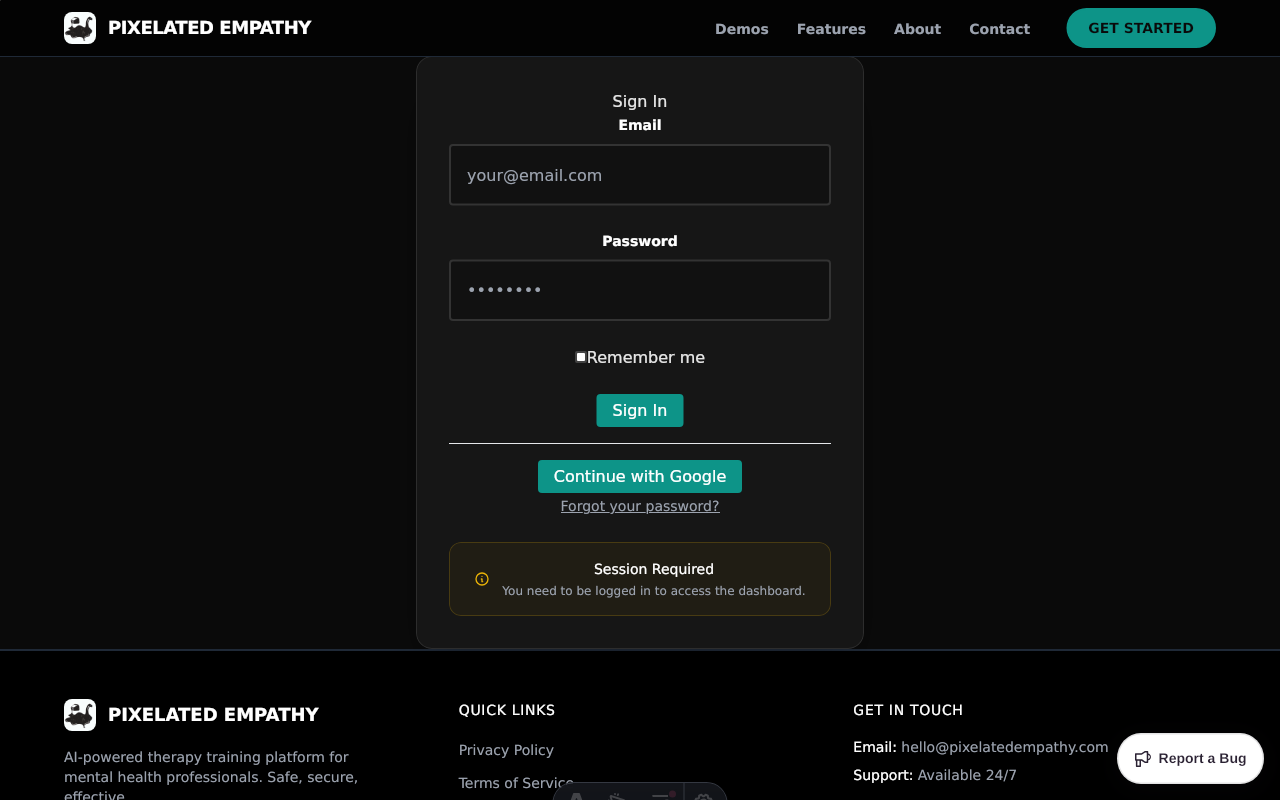 PIXELATED EMPATHY
Demos
Features
About
Contact
GET STARTED
Sign In
Email
your@email.com
Password
Remember me
Sign In
Continue with Google
Forgot your password?
Session Required
You need to be logged in to access the dashboard.
PIXELATED EMPATHY
AI-powered therapy training platform for
mental health professionals. Safe, secure,
effective
QUICK LINKS
Privacy Policy
Terms of Service
GET IN TOUCH
Email: hello@pixelatedempathy.com
Support: Available 24/7
Report a Bug